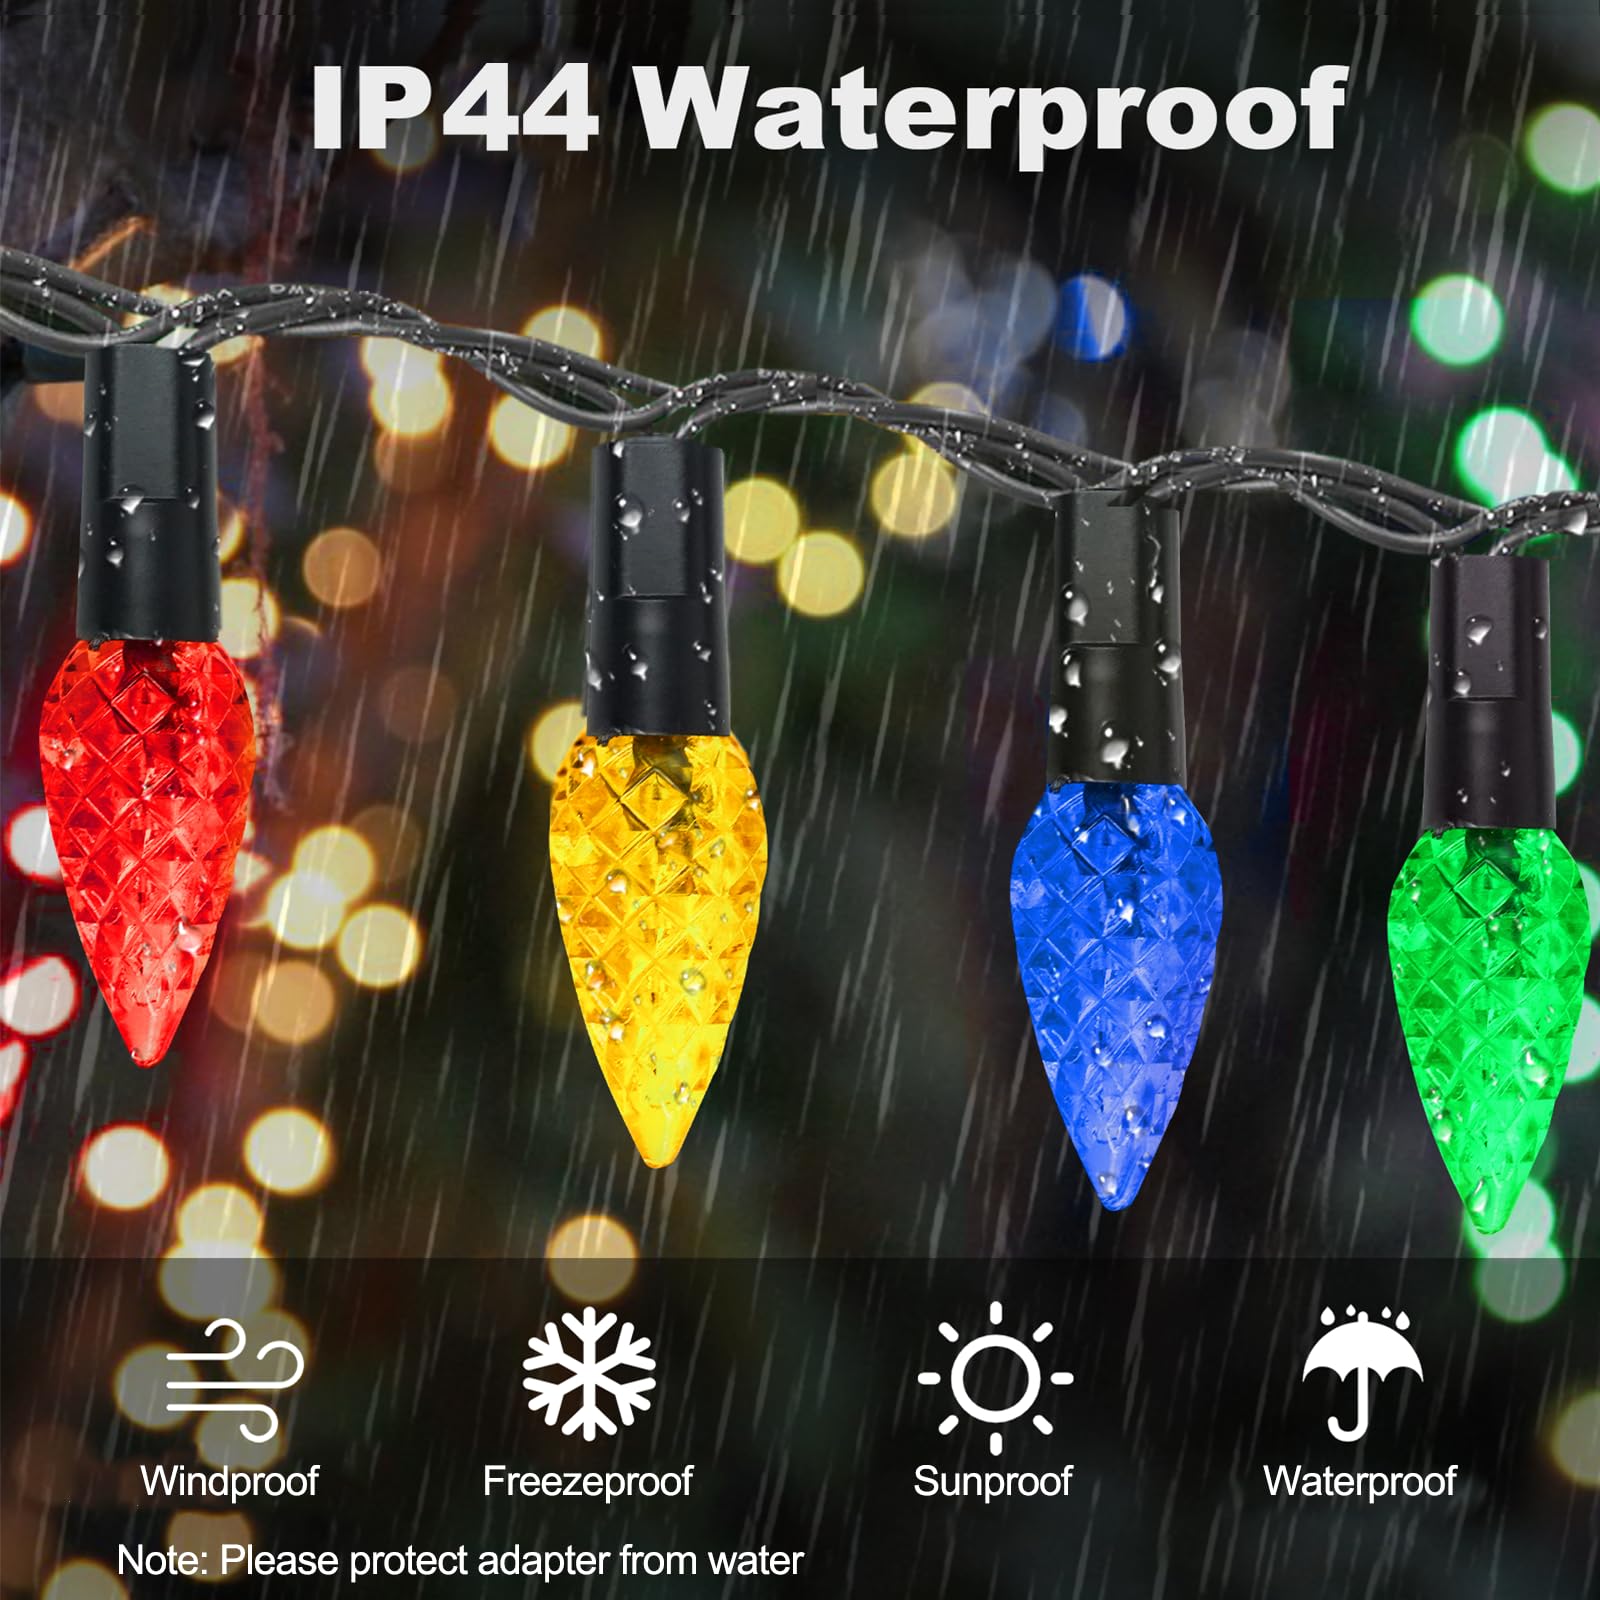 IP44 Waterproof
Windproof
Freezeproof
Sunproof
Waterproof
Note: Please protect adapter from water